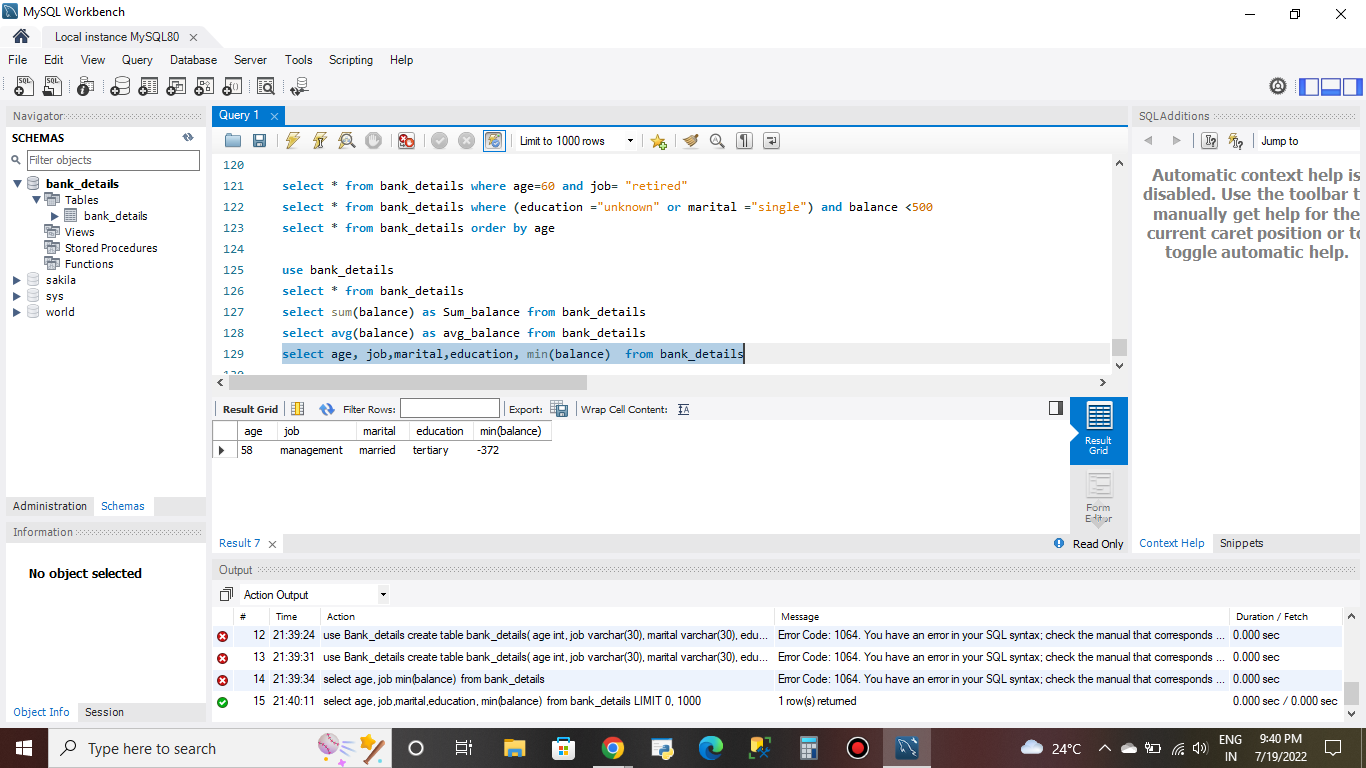 MySQL Workbench
Local instance MySQL80
File Edit View Query Database Server Tools Scripting Help
Navigator
SCHEMAS
Filter objects
bank_details
Tables
bank_details
Views
Stored Procedures
Functions
sakila
sys
world
Administration Schemas
Information
No object selected
Object Info Session
Query 1
Limit to 1000 rows
120
121 select * from bank_details where age=60 and job= "retired"
122 select * from bank_details where (education ="unknown" or marital ="single") and balance <500
123 select * from bank_details order by age
124
125 use bank_details
126 select * from bank_details
127 select sum(balance) as Sum_balance from bank_details
128 select avg(balance) as avg_balance from bank_details
129 select age, job,marital,education, min(balance)  from bank_details
Result Grid Filter Rows: Export: Wrap Cell Content:
age job marital education min(balance)
58 management married tertiary -372
Result Grid
Form Editor
Result 7
Read Only
SQLAdditions
Jump to
Automatic context help is
disabled. Use the toolbar t
manually get help for the
current caret position or to
toggle automatic help.
Context Help Snippets
Output
Action Output
# Time Action Message Duration / Fetch
12 21:39:24 use Bank_details create table bank_details( age int, job varchar(30), marital varchar(30), edu... Error Code: 1064. You have an error in your SQL syntax; check the manual that corresponds ... 0.000 sec
13 21:39:31 use Bank_details create table bank_details( age int, job varchar(30), marital varchar(30), edu... Error Code: 1064. You have an error in your SQL syntax; check the manual that corresponds ... 0.000 sec
14 21:39:34 select age, job min(balance)  from bank_details Error Code: 1064. You have an error in your SQL syntax; check the manual that corresponds ... 0.000 sec
15 21:40:11 select age, job,marital,education, min(balance)  from bank_details LIMIT 0, 1000 1 row(s) returned 0.000 sec / 0.000 sec
Type here to search
24°C
ENG
IN
9:40 PM
7/19/2022